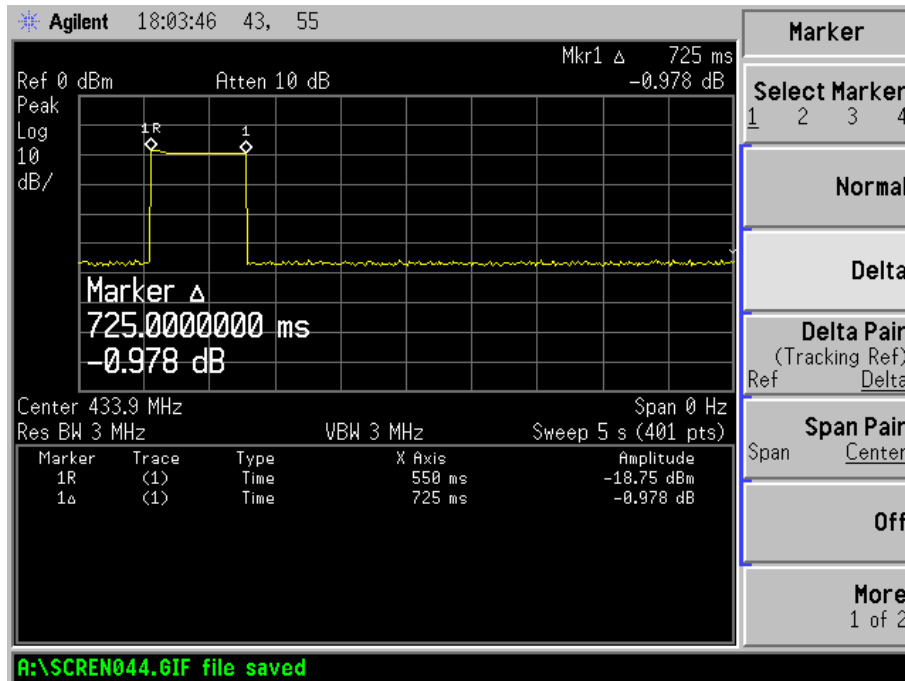 Agilent 18:03:46 43, 55
Mkr1 Δ 725 ms
Ref 0 dBm Atten 10 dB -0.978 dB
Peak
Log
10
dB/
1R 1
Marker Δ
725.0000000 ms
-0.978 dB
Center 433.9 MHz Span 0 Hz
Res BW 3 MHz VBW 3 MHz Sweep 5 s (401 pts)
Marker Trace Type X Axis Amplitude
1R (1) Time 550 ms -18.75 dBm
1Δ (1) Time 725 ms -0.978 dB
A:\SCREN044.GIF file saved
Marker
Select Marker
1 2 3 4
Normal
Delta
Delta Pair
(Tracking Ref)
Ref Delta
Span Pair
Span Center
Off
More
1 of 2